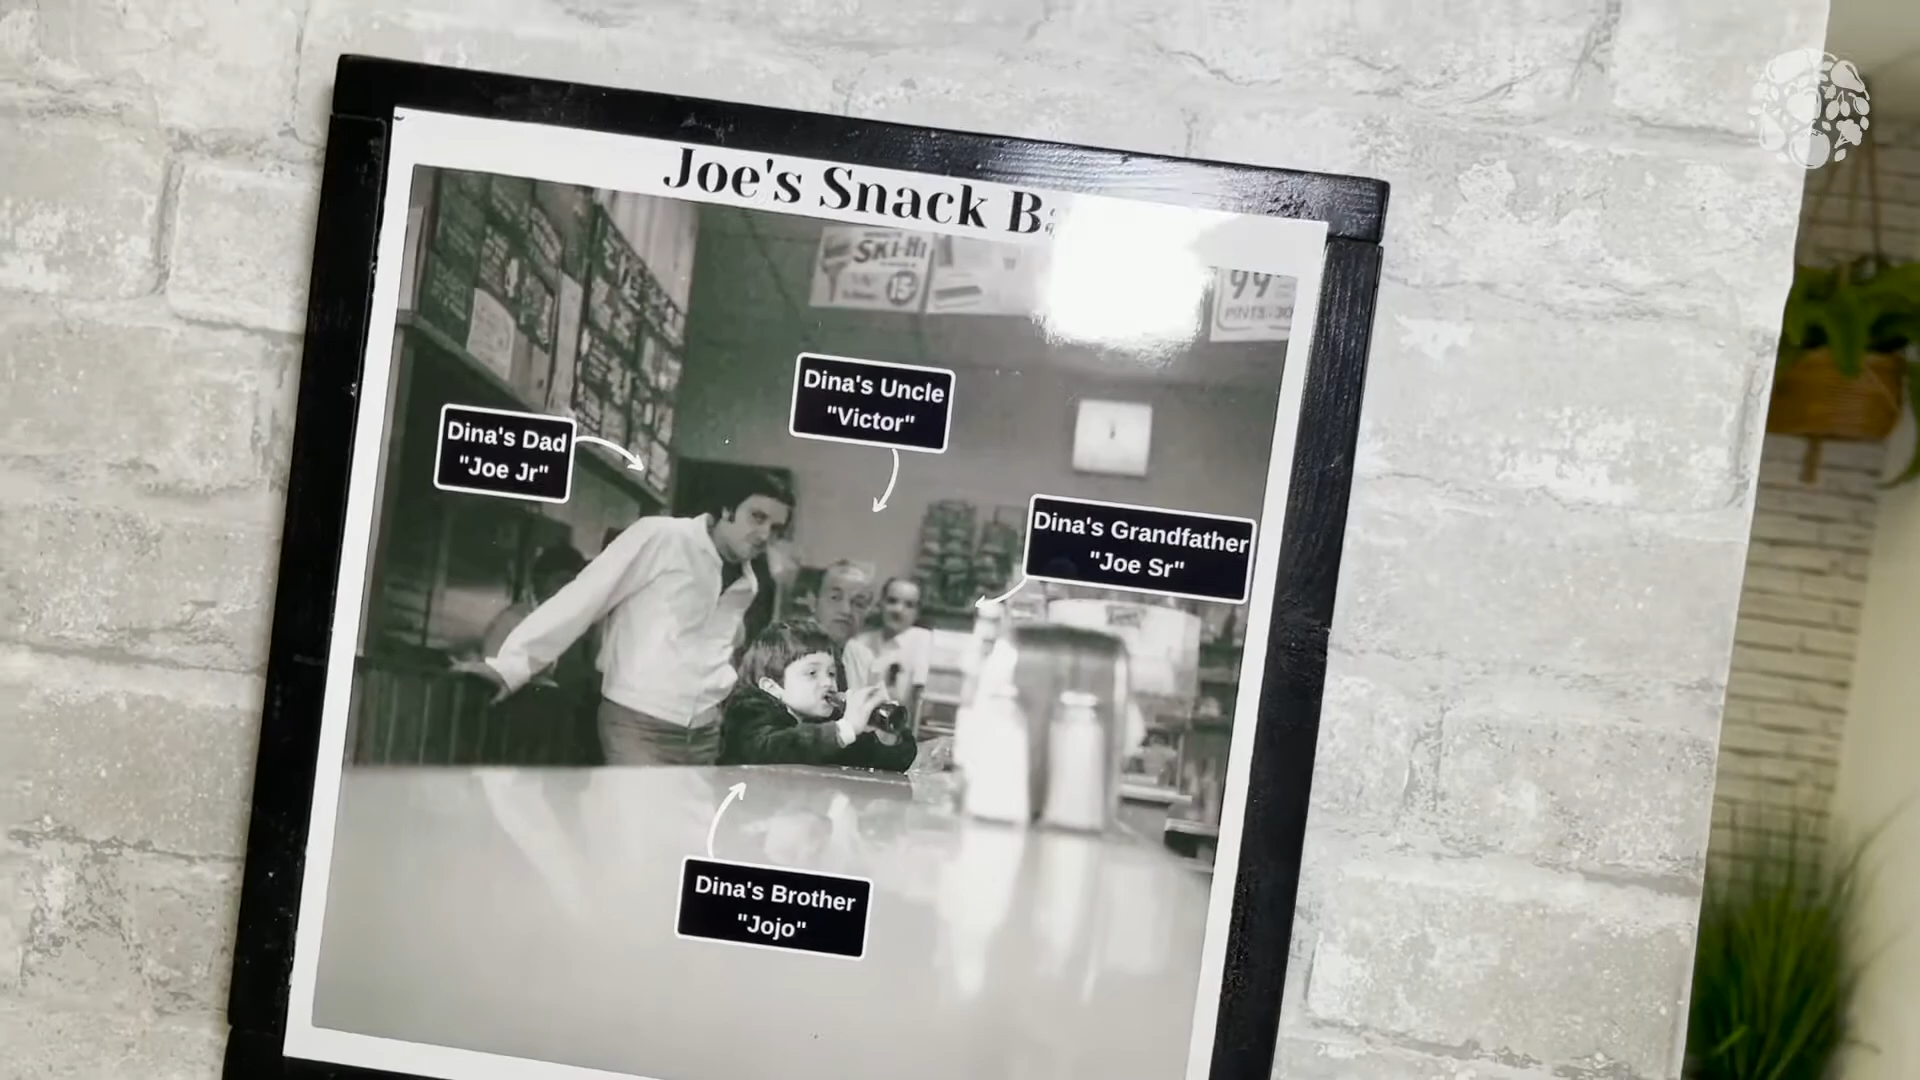 Joe's Snack B
SKI-HI
15¢
99
PINTS 30
Dina's Uncle
"Victor"
Dina's Dad
"Joe Jr"
Dina's Grandfather
"Joe Sr"
Dina's Brother
"Jojo"